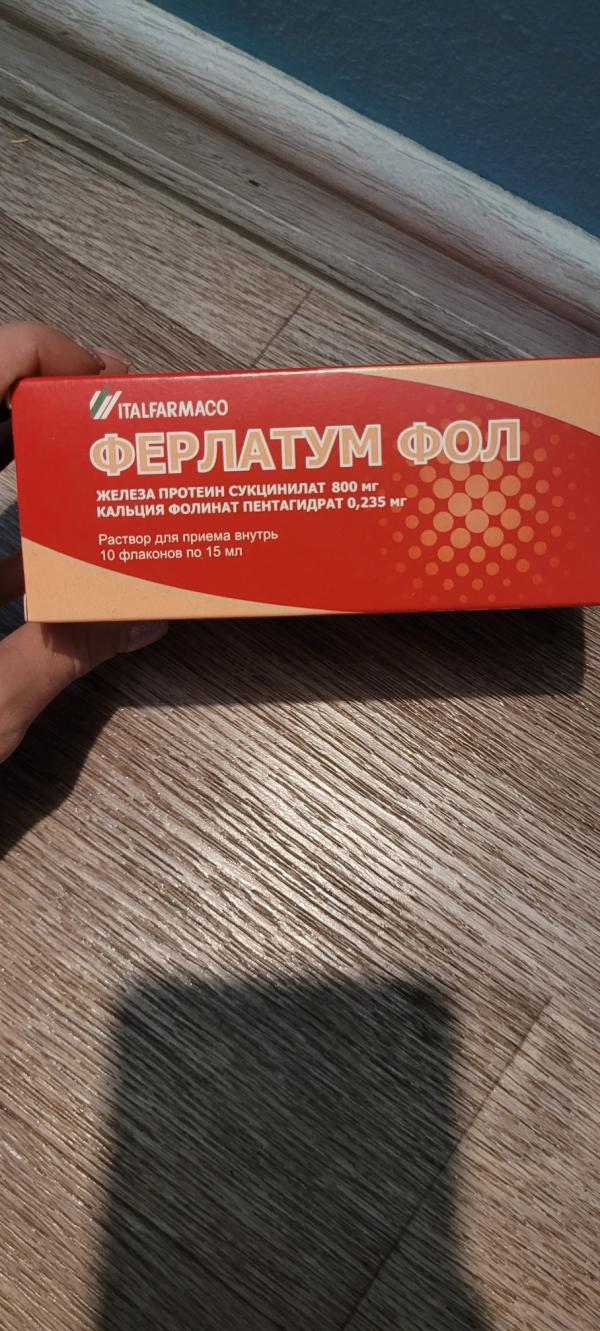 ITALFARMACO
ФЕРЛАТУМ ФОЛ
ЖЕЛЕЗА ПРОТЕИН СУКЦИНИЛАТ 800 мг
КАЛЬЦИЯ ФОЛИНАТ ПЕНТАГИДРАТ 0,235 мг
Раствор для приема внутрь
10 флаконов по 15 мл